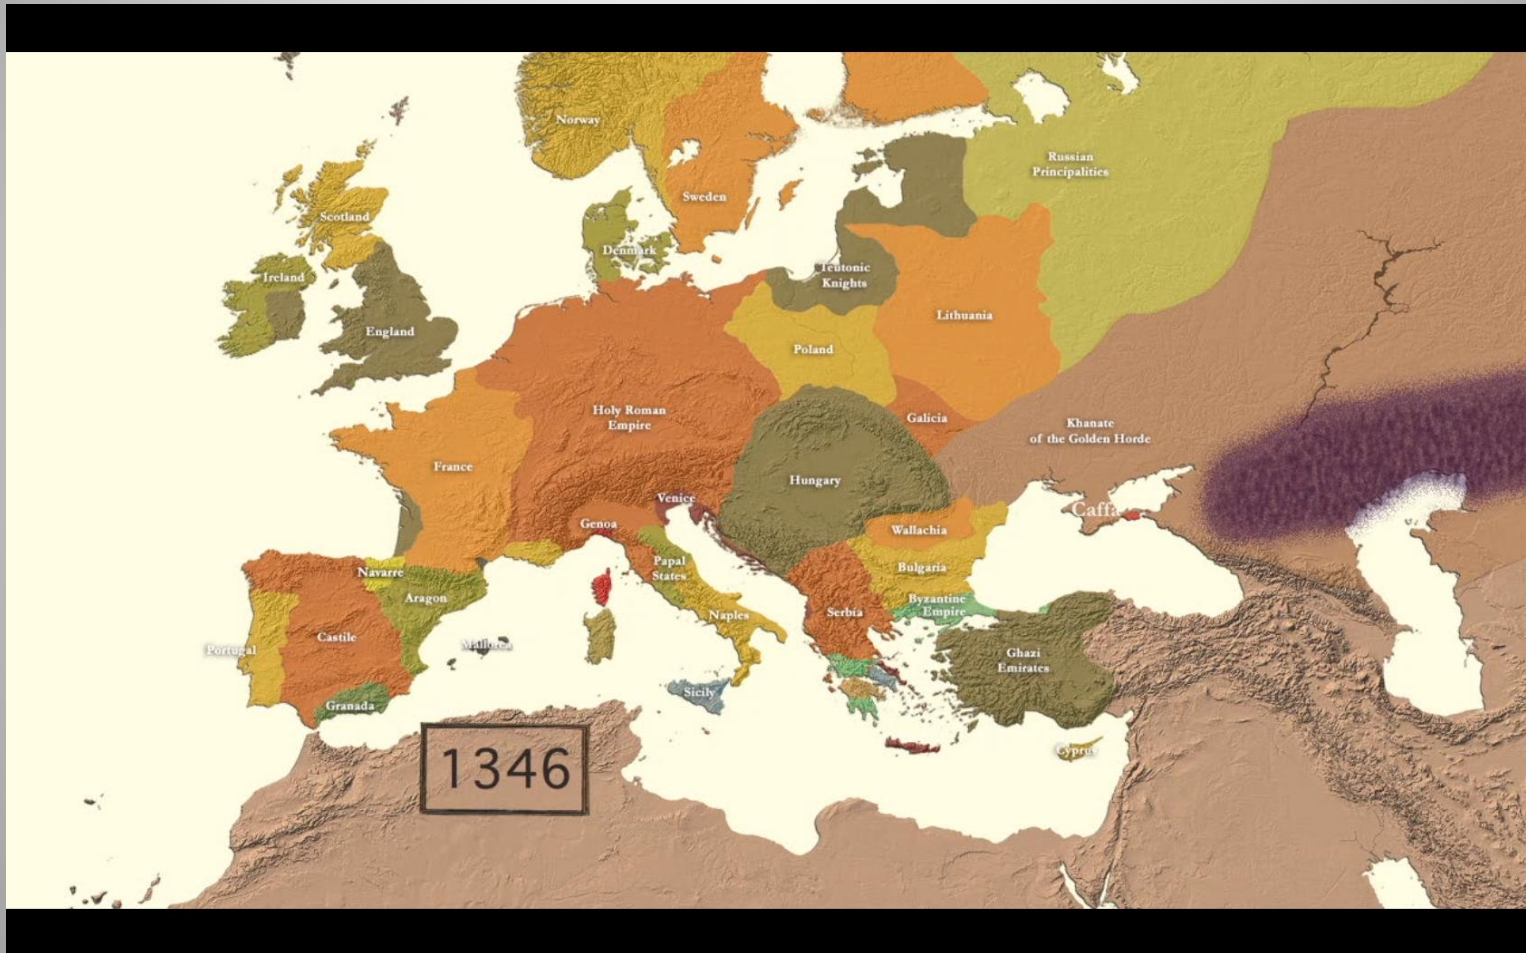 Norway
Russian
Principalities
Sweden
Scotland
Denmark
Teutonic
Knights
Ireland
Lithuania
England
Poland
Holy Roman
Empire
Galicia
Khanate
of the Golden Horde
France
Hungary
Venice
Caffa
Genoa
Wallachia
Navarre
Papal
States
Bulgaria
Aragon
Byzantine
Empire
Naples
Serbia
Castile
Portugal
Mallorca
Ghazi
Emirates
Sicily
Granada
Cyprus
1346